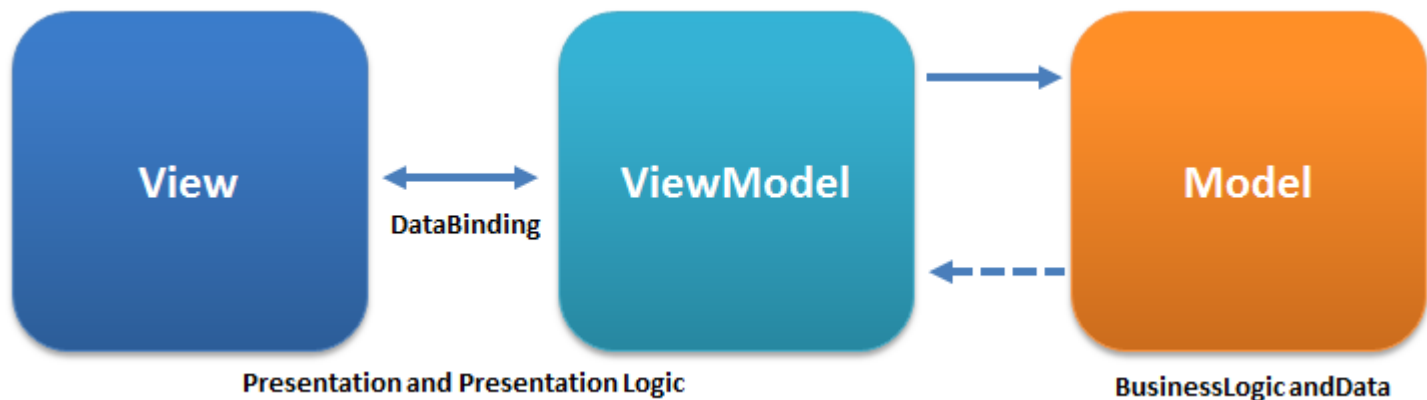 View
ViewModel
Model
DataBinding
Presentation and Presentation Logic
BusinessLogic andData